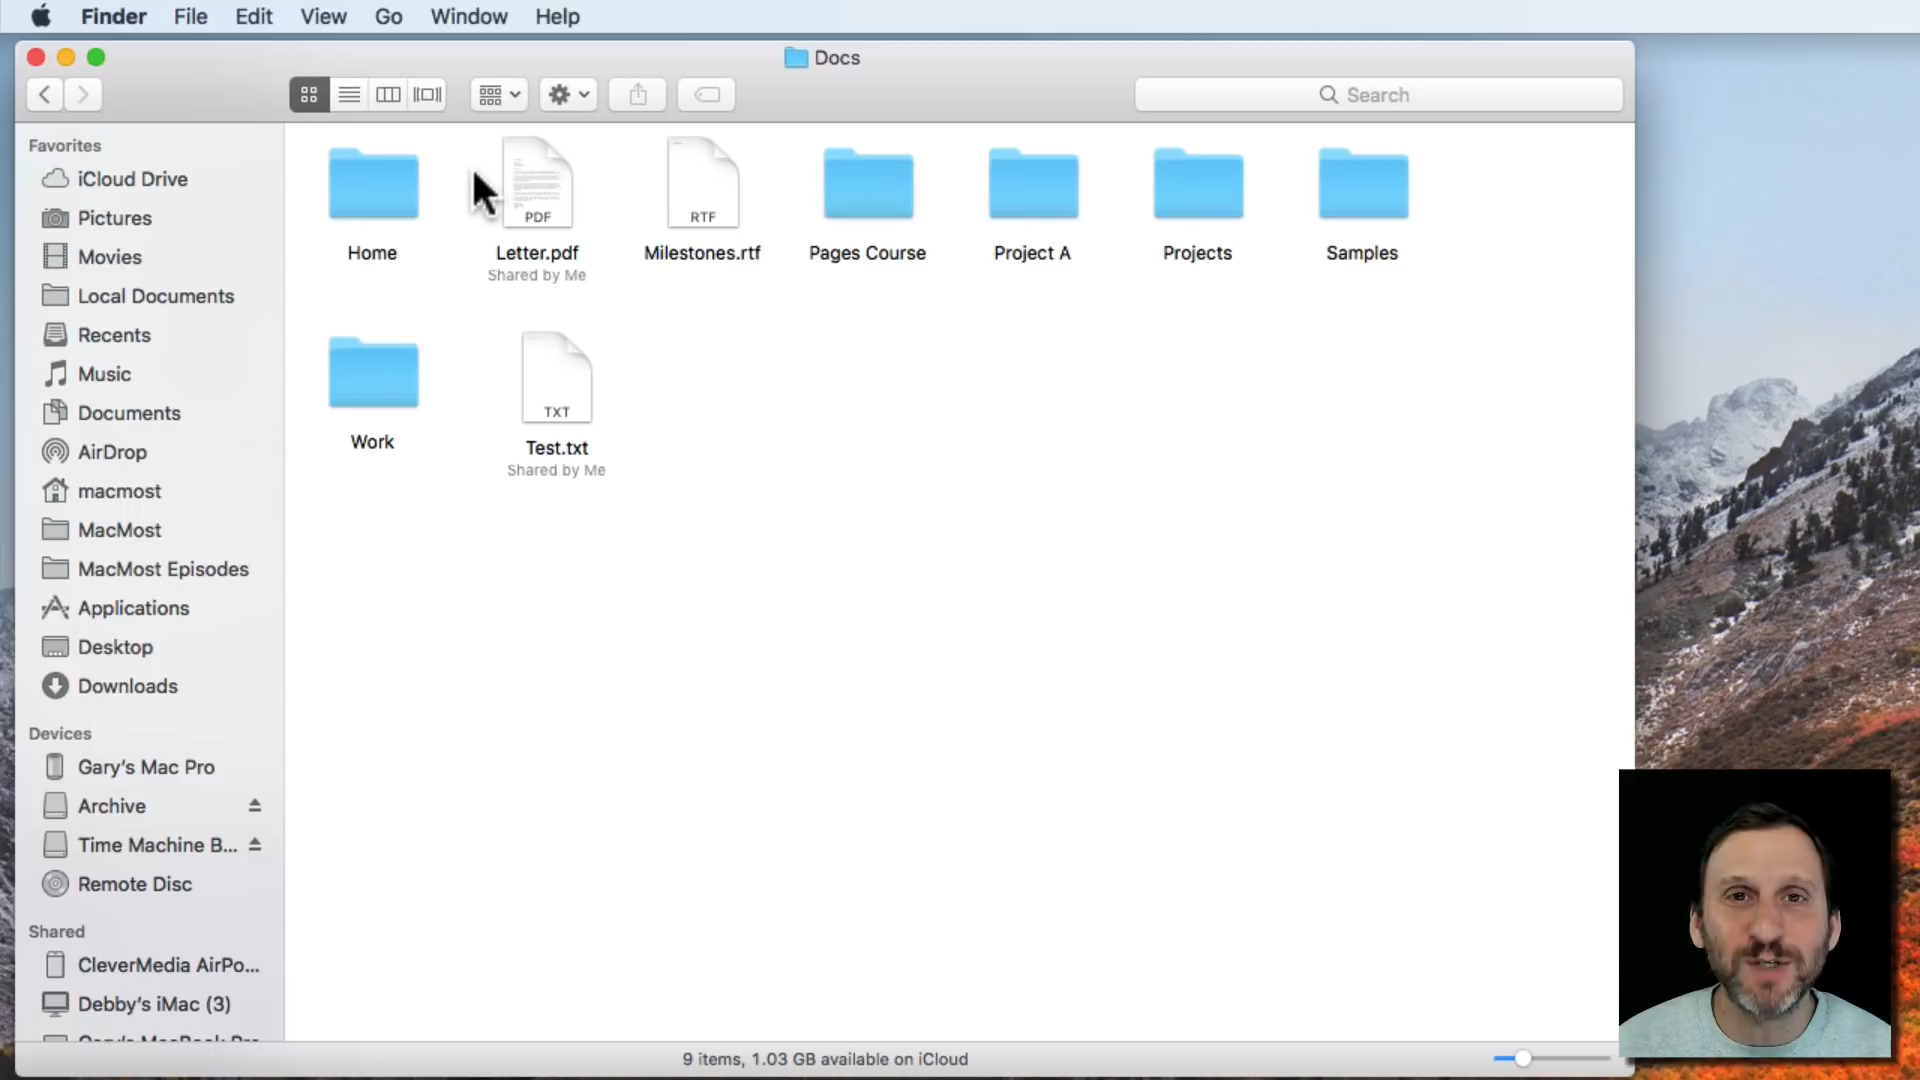 Finder File Edit View Go Window Help
Docs
Search
Favorites
iCloud Drive
Pictures
Movies
Local Documents
Recents
Music
Documents
AirDrop
macmost
MacMost
MacMost Episodes
Applications
Desktop
Downloads
Devices
Gary's Mac Pro
Archive
Time Machine B...
Remote Disc
Shared
CleverMedia AirPo...
Debby's iMac (3)
PDF
RTF
Home
Letter.pdf
Shared by Me
Milestones.rtf
Pages Course
Project A
Projects
Samples
TXT
Work
Test.txt
Shared by Me
9 items, 1.03 GB available on iCloud